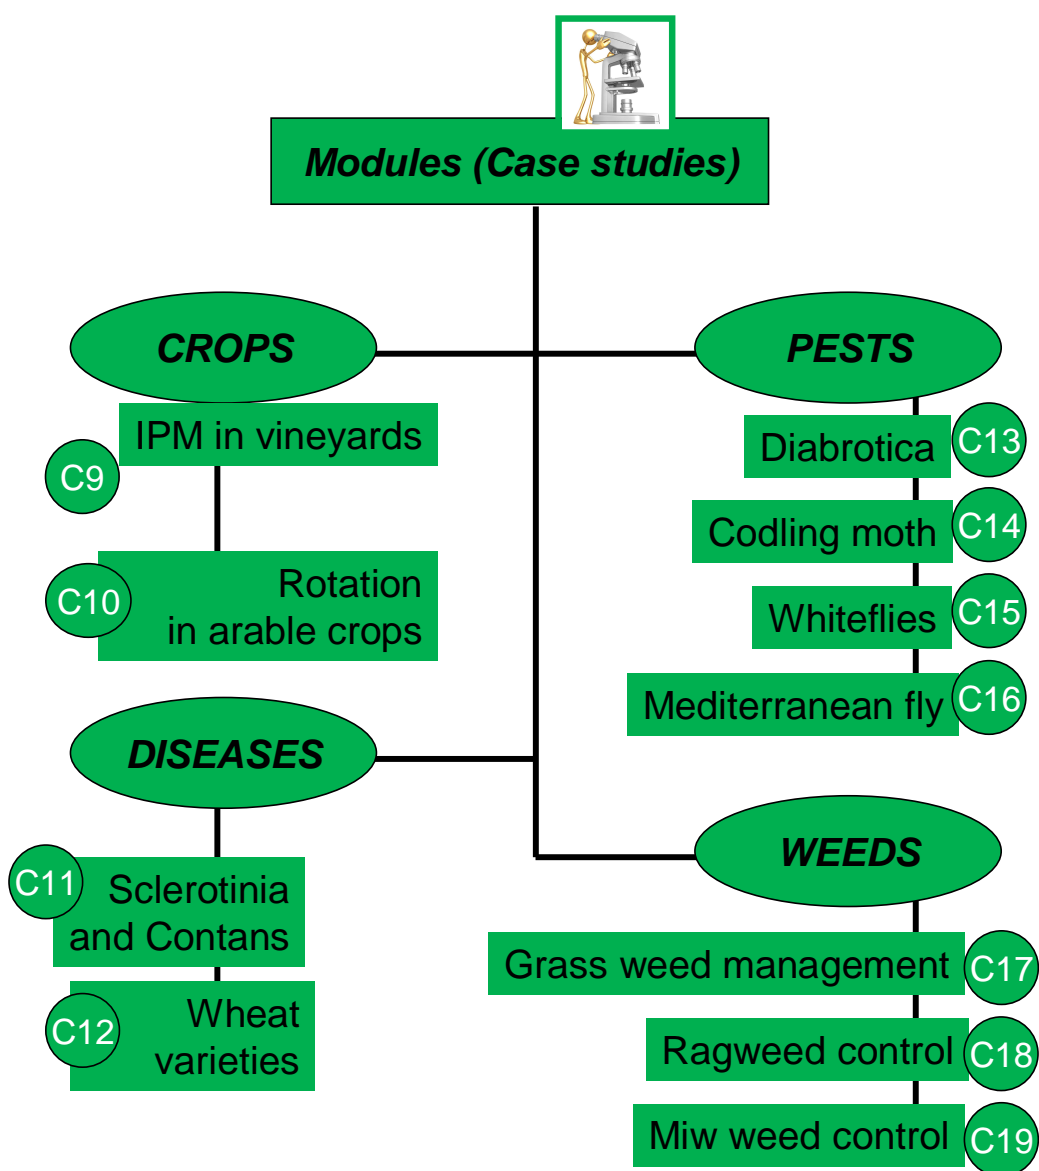 Modules (Case studies)
CROPS
IPM in vineyards
C9
C10
Rotation
in arable crops
PESTS
Diabrotica
C13
Codling moth
C14
Whiteflies
C15
Mediterranean fly
C16
DISEASES
C11
Sclerotinia
and Contans
C12
Wheat
varieties
WEEDS
Grass weed management
C17
Ragweed control
C18
Miw weed control
C19